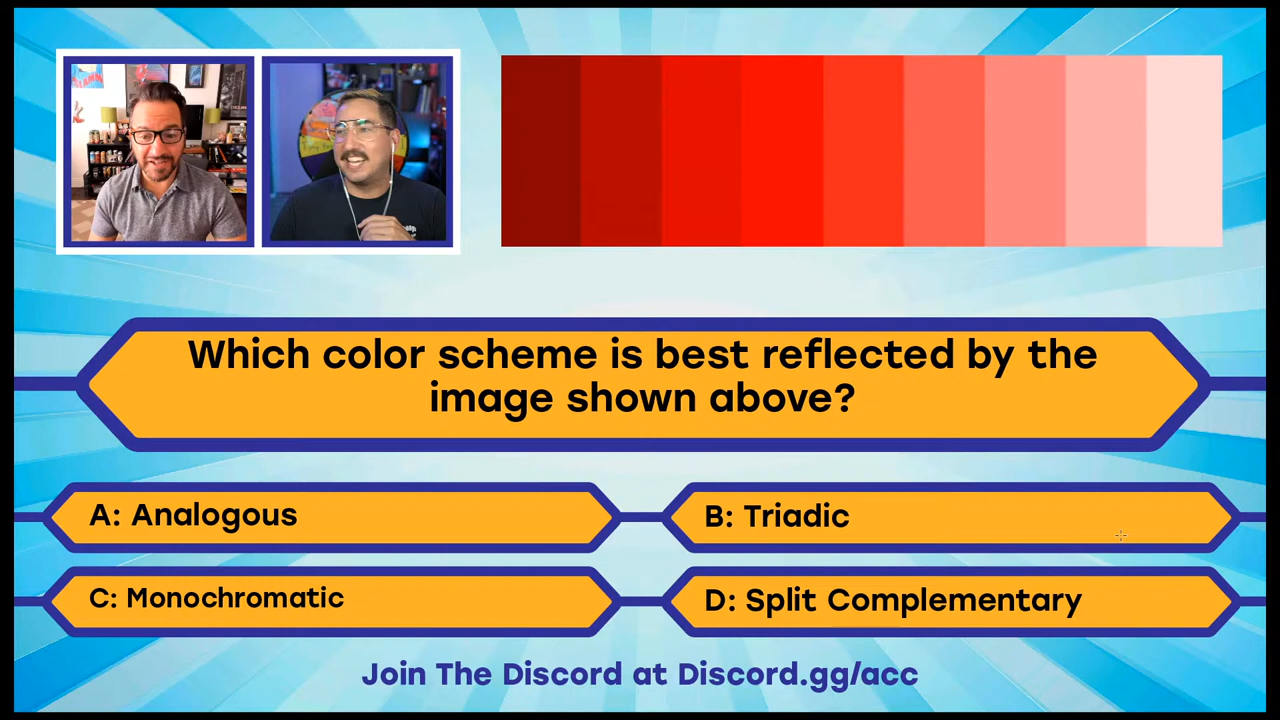 Which color scheme is best reflected by the
image shown above?
A: Analogous
B: Triadic
C: Monochromatic
D: Split Complementary
Join The Discord at Discord.gg/acc